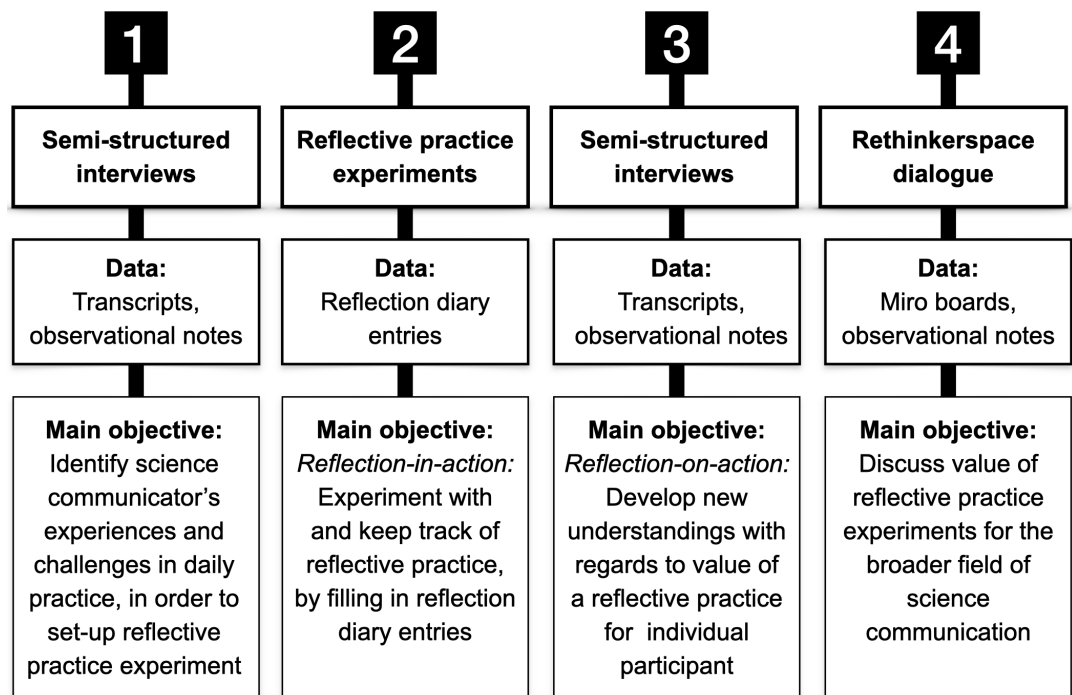 1
Semi-structured
interviews
Data:
Transcripts,
observational notes
Main objective:
Identify science
communicator’s
experiences and
challenges in daily
practice, in order to
set-up reflective
practice experiment
2
Reflective practice
experiments
Data:
Reflection diary
entries
Main objective:
Reflection-in-action:
Experiment with
and keep track of
reflective practice,
by filling in reflection
diary entries
3
Semi-structured
interviews
Data:
Transcripts,
observational notes
Main objective:
Reflection-on-action:
Develop new
understandings with
regards to value of
a reflective practice
for individual
participant
4
Rethinkerspace
dialogue
Data:
Miro boards,
observational notes
Main objective:
Discuss value of
reflective practice
experiments for the
broader field of
science
communication